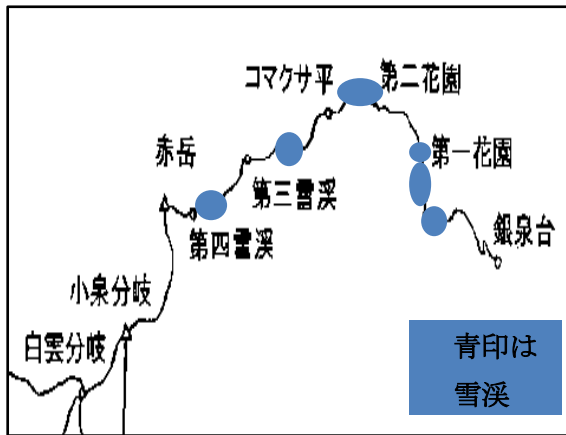 コマクサ平
第二花園
赤岳
第一花園
第三雪渓
第四雪渓
銀泉台
小泉分岐
白雲分岐
青印は
雪渓